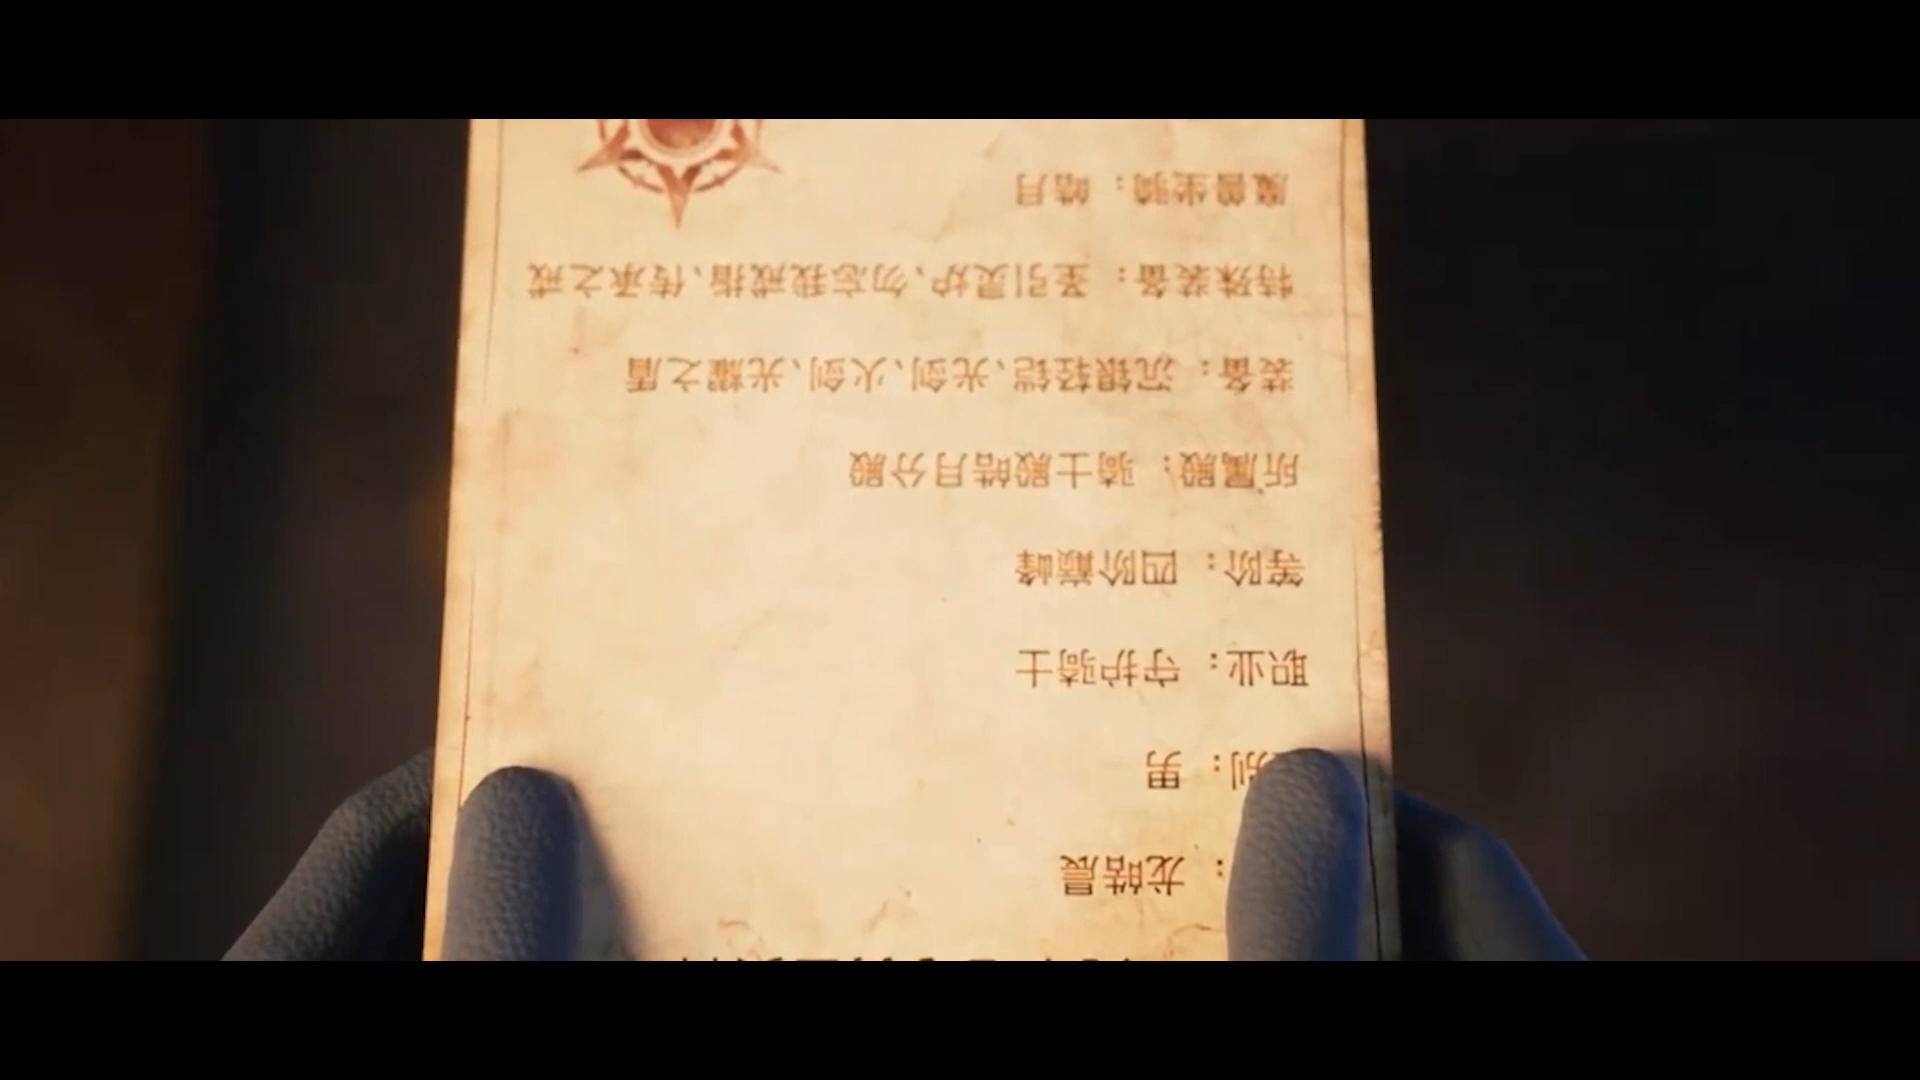 ：龙皓晨
别：男
职业：守护骑士
等阶：四阶巅峰
所属殿：骑士殿皓月分殿
装备：沉银轻铠、光剑、火剑、光耀之盾
特殊装备：圣引灵炉、勿忘我戒指、传承之戒
魔兽坐骑：皓月